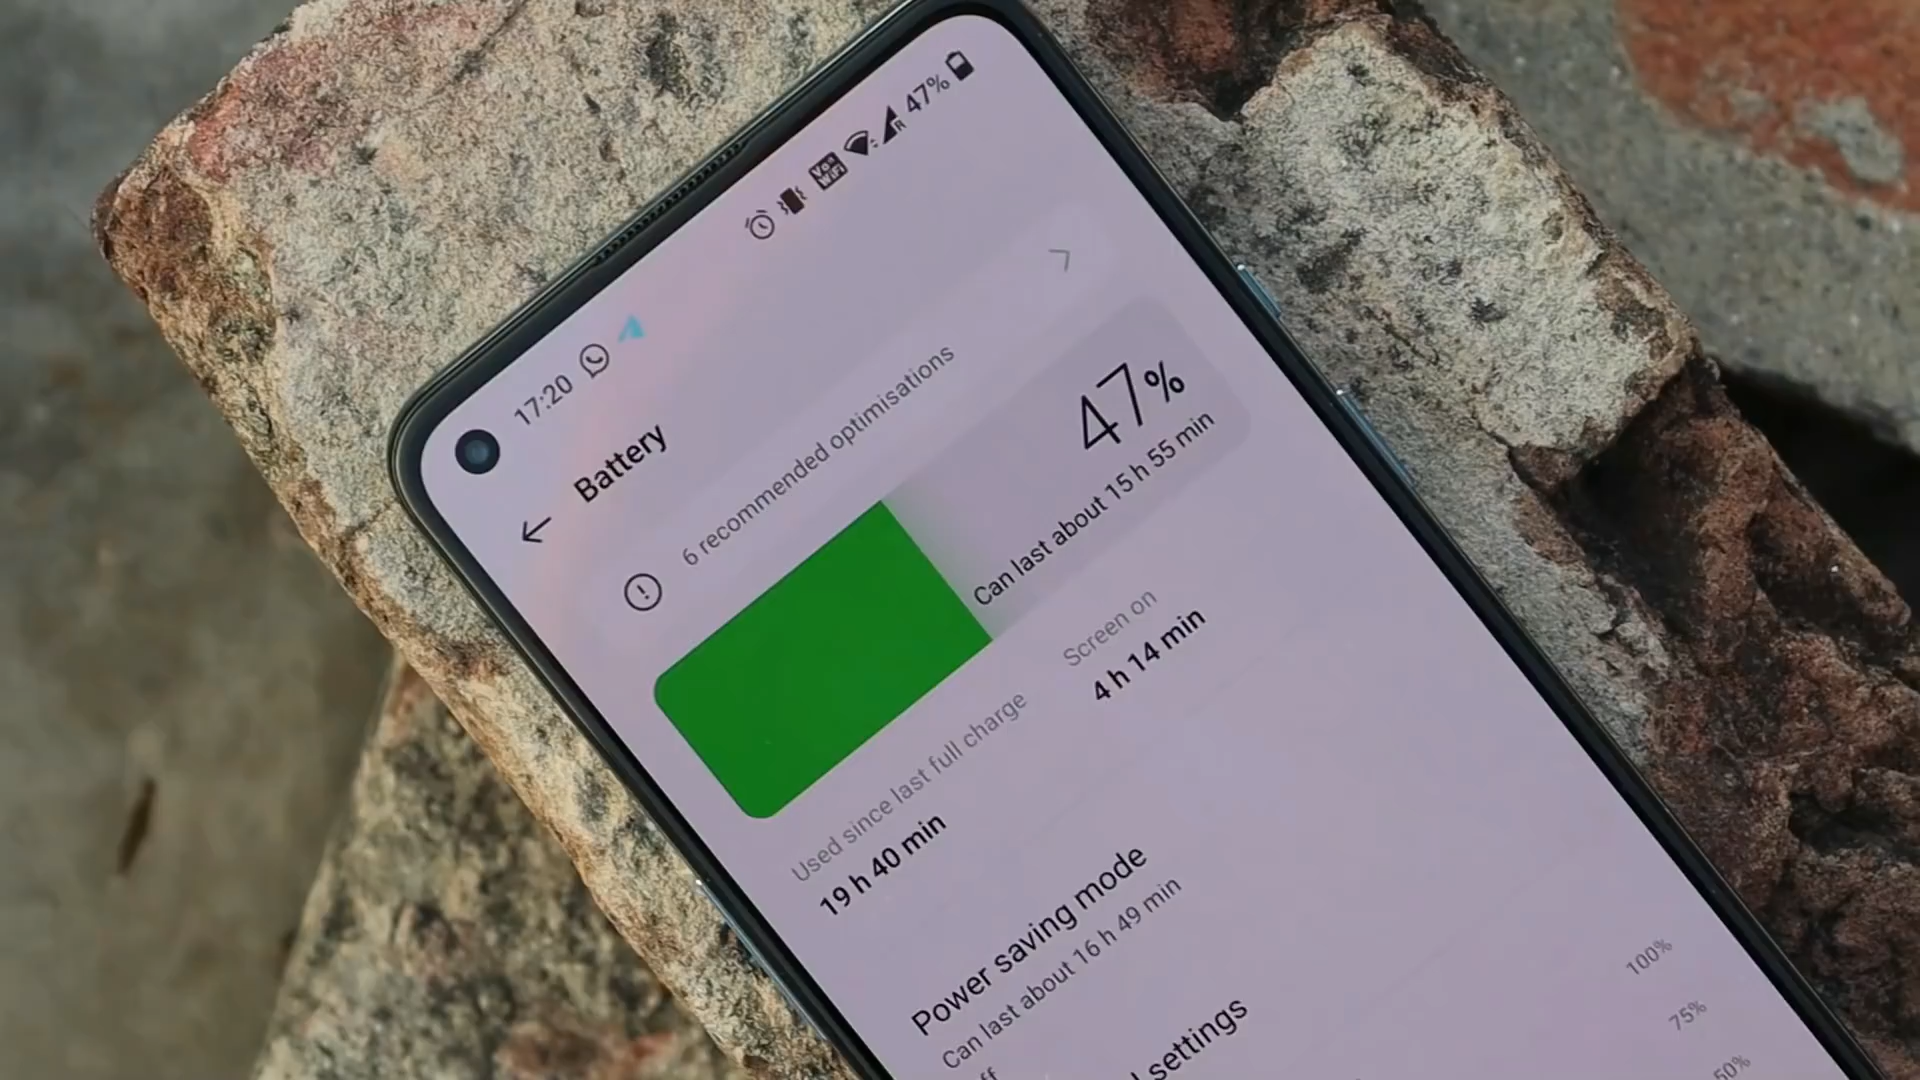 17:20
47%
Vo
WiFi
R
Battery
6 recommended optimisations
47%
Can last about 15 h 55 min
Used since last full charge
19 h 40 min
Screen on
4 h 14 min
Power saving mode
Can last about 16 h 49 min
settings
100%
75%
50%